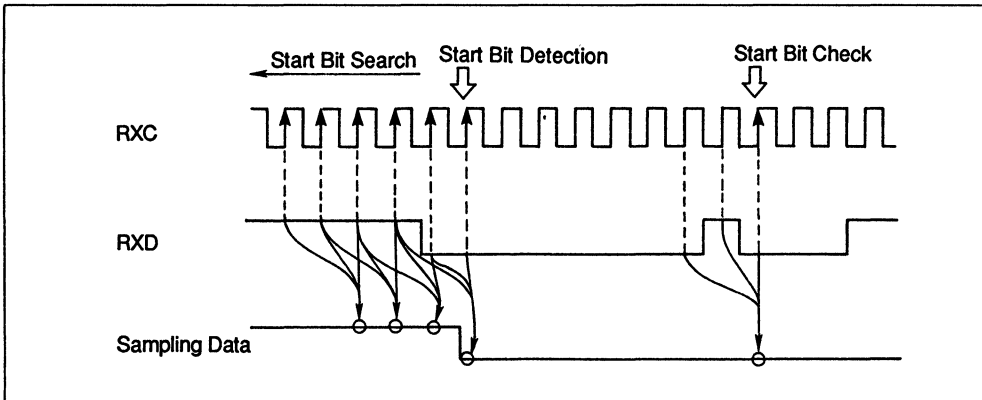 Start Bit Search
Start Bit Detection
Start Bit Check
RXC
RXD
Sampling Data